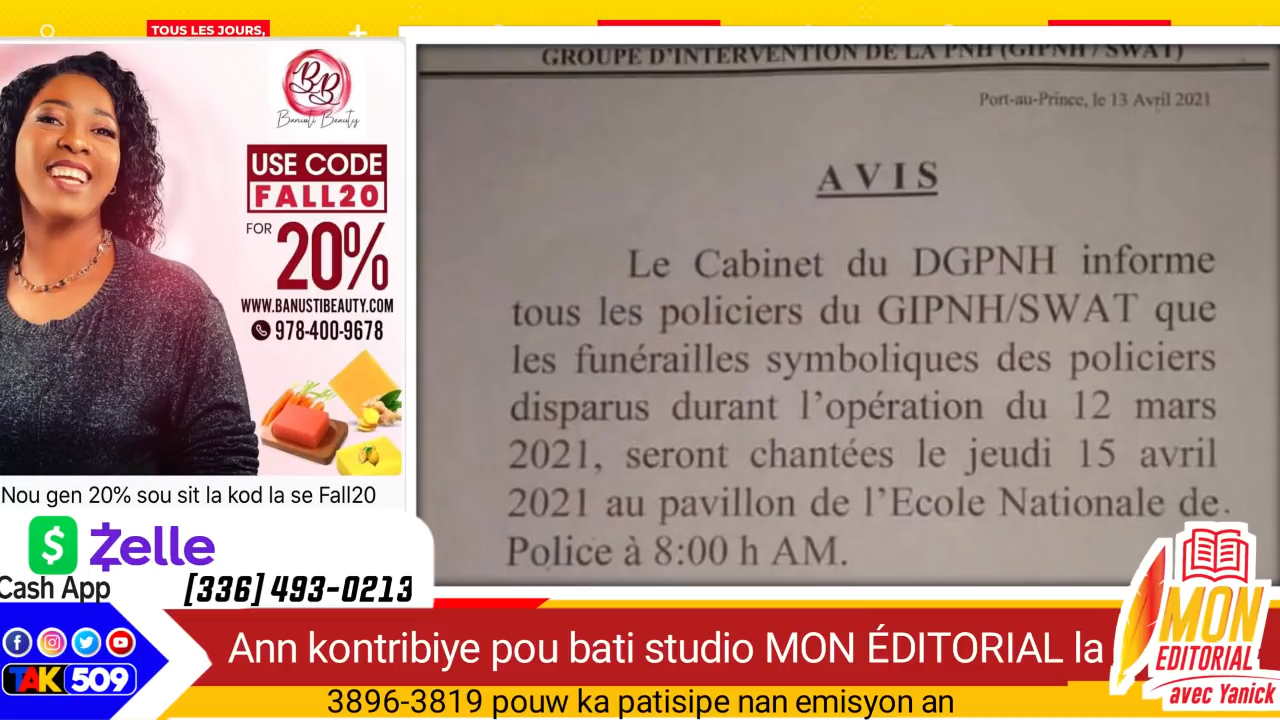 TOUS LES JOURS,
BB
Banusti Beauty
USE CODE
FALL20
FOR
20%
WWW.BANUSTIBEAUTY.COM
978-400-9678
Nou gen 20% sou sit la kod la se Fall20
$ Zelle
Cash App [336] 493-0213
TAK 509
GROUPE D'INTERVENTION DE LA PNH (GIPNH / SWAT)
Port-au-Prince, le 13 Avril 2021
AVIS
Le Cabinet du DGPNH informe
tous les policiers du GIPNH/SWAT que
les funérailles symboliques des policiers
disparus durant l'opération du 12 mars
2021, seront chantées le jeudi 15 avril
2021 au pavillon de l'Ecole Nationale de
Police à 8:00 h AM.
Ann kontribiye pou bati studio MON ÉDITORIAL la
3896-3819 pouw ka patisipe nan emisyon an
MON
EDITORIAL
avec Yanick